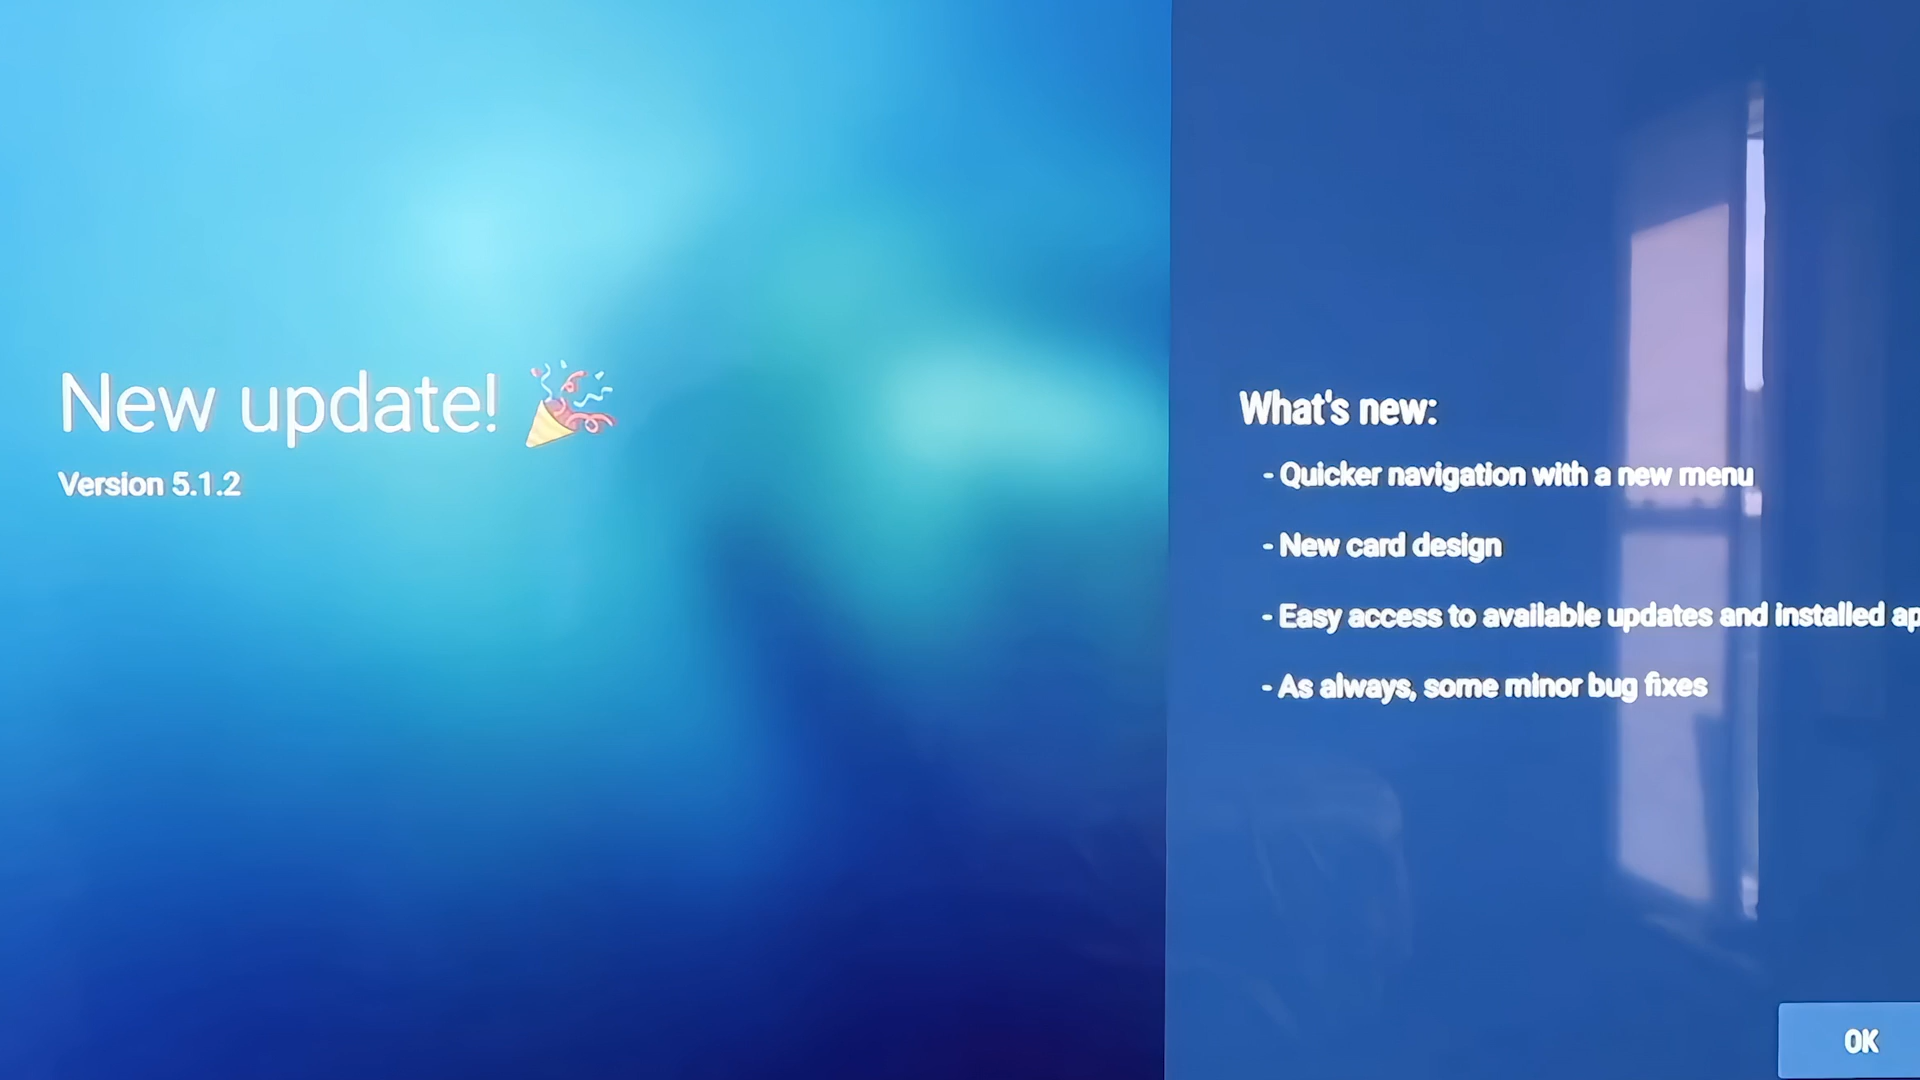 New update! 🎉
Version 5.1.2
What's new:
- Quicker navigation with a new menu
- New card design
- Easy access to available updates and installed
- As always, some minor bug fixes
OK